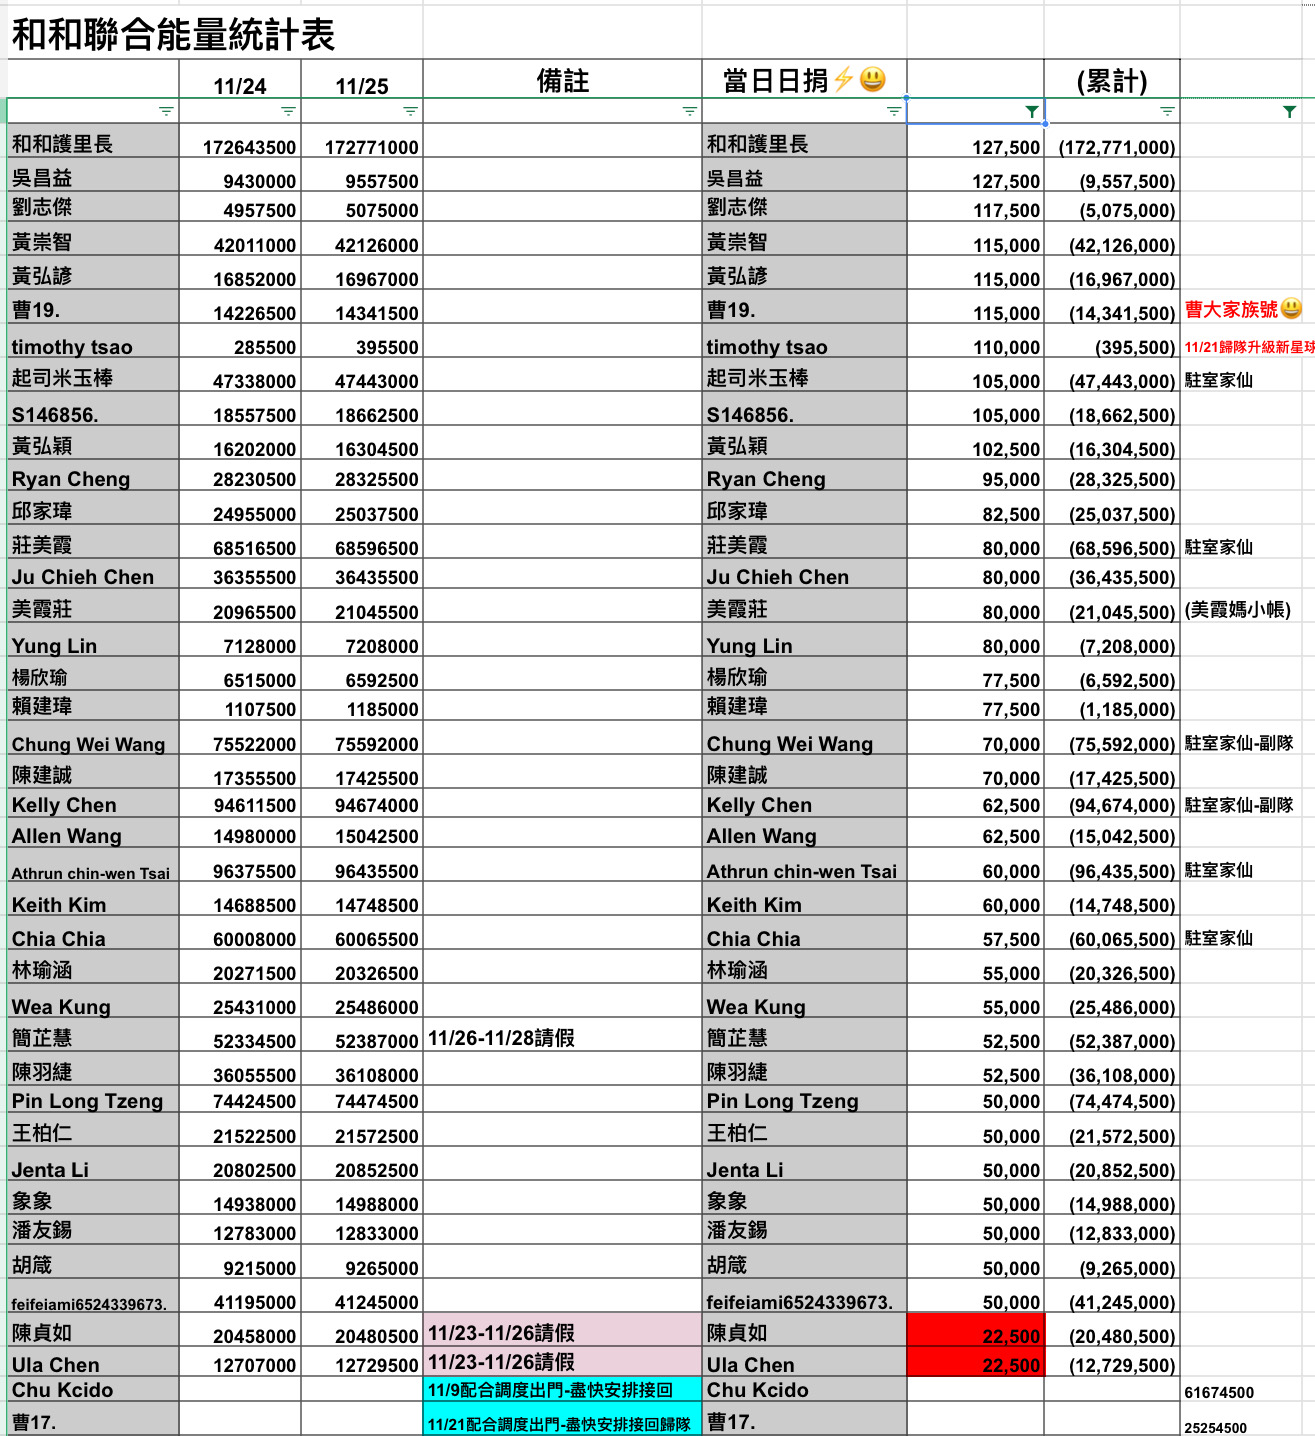 和和聯合能量統計表
11/24 11/25 備註 當日日捐⚡😃 (累計)
和和護里長 172643500 172771000 和和護里長 127,500 (172,771,000)
吳昌益 9430000 9557500 吳昌益 127,500 (9,557,500)
劉志傑 4957500 5075000 劉志傑 117,500 (5,075,000)
黃崇智 42011000 42126000 黃崇智 115,000 (42,126,000)
黃弘諺 16852000 16967000 黃弘諺 115,000 (16,967,000)
曹19. 14226500 14341500 曹19. 115,000 (14,341,500) 曹大家族號😃
timothy tsao 285500 395500 timothy tsao 110,000 (395,500) 11/21歸隊升級新星球
起司米玉棒 47338000 47443000 起司米玉棒 105,000 (47,443,000) 駐室家仙
S146856. 18557500 18662500 S146856. 105,000 (18,662,500)
黃弘穎 16202000 16304500 黃弘穎 102,500 (16,304,500)
Ryan Cheng 28230500 28325500 Ryan Cheng 95,000 (28,325,500)
邱家瑋 24955000 25037500 邱家瑋 82,500 (25,037,500)
莊美霞 68516500 68596500 莊美霞 80,000 (68,596,500) 駐室家仙
Ju Chieh Chen 36355500 36435500 Ju Chieh Chen 80,000 (36,435,500)
美霞莊 20965500 21045500 美霞莊 80,000 (21,045,500) (美霞媽小帳)
Yung Lin 7128000 7208000 Yung Lin 80,000 (7,208,000)
楊欣瑜 6515000 6592500 楊欣瑜 77,500 (6,592,500)
賴建瑋 1107500 1185000 賴建瑋 77,500 (1,185,000)
Chung Wei Wang 75522000 75592000 Chung Wei Wang 70,000 (75,592,000) 駐室家仙-副隊
陳建誠 17355500 17425500 陳建誠 70,000 (17,425,500)
Kelly Chen 94611500 94674000 Kelly Chen 62,500 (94,674,000) 駐室家仙-副隊
Allen Wang 14980000 15042500 Allen Wang 62,500 (15,042,500)
Athrun chin-wen Tsai 96375500 96435500 Athrun chin-wen Tsai 60,000 (96,435,500) 駐室家仙
Keith Kim 14688500 14748500 Keith Kim 60,000 (14,748,500)
Chia Chia 60008000 60065500 Chia Chia 57,500 (60,065,500) 駐室家仙
林瑜涵 20271500 20326500 林瑜涵 55,000 (20,326,500)
Wea Kung 25431000 25486000 Wea Kung 55,000 (25,486,000)
簡芷慧 52334500 52387000 11/26-11/28請假 簡芷慧 52,500 (52,387,000)
陳羽緁 36055500 36108000 陳羽緁 52,500 (36,108,000)
Pin Long Tzeng 74424500 74474500 Pin Long Tzeng 50,000 (74,474,500)
王柏仁 21522500 21572500 王柏仁 50,000 (21,572,500)
Jenta Li 20802500 20852500 Jenta Li 50,000 (20,852,500)
象象 14938000 14988000 象象 50,000 (14,988,000)
潘友錫 12783000 12833000 潘友錫 50,000 (12,833,000)
胡箴 9215000 9265000 胡箴 50,000 (9,265,000)
feifeiami6524339673. 41195000 41245000 feifeiami6524339673. 50,000 (41,245,000)
陳貞如 20458000 20480500 11/23-11/26請假 陳貞如 22,500 (20,480,500)
Ula Chen 12707000 12729500 11/23-11/26請假 Ula Chen 22,500 (12,729,500)
Chu Kcido 11/9配合調度出門-盡快安排接回 Chu Kcido 61674500
曹17. 11/21配合調度出門-盡快安排接回歸隊 曹17. 25254500